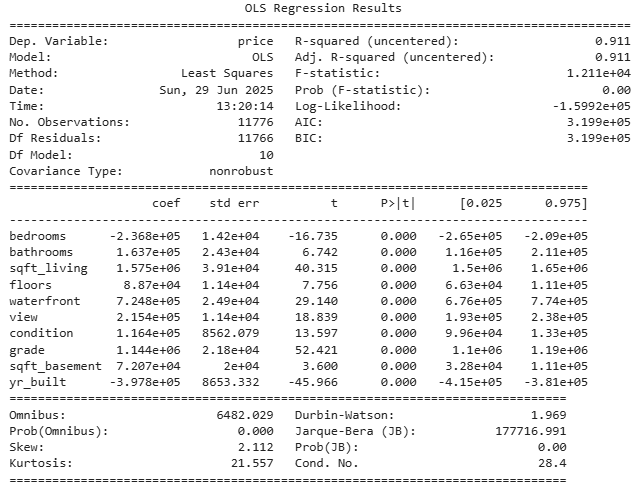 OLS Regression Results
==============================================================================
Dep. Variable: price R-squared (uncentered): 0.911
Model: OLS Adj. R-squared (uncentered): 0.911
Method: Least Squares F-statistic: 1.211e+04
Date: Sun, 29 Jun 2025 Prob (F-statistic): 0.00
Time: 13:20:14 Log-Likelihood: -1.5992e+05
No. Observations: 11776 AIC: 3.199e+05
Df Residuals: 11766 BIC: 3.199e+05
Df Model: 10
Covariance Type: nonrobust
==============================================================================
coef std err t P>|t| [0.025 0.975]
------------------------------------------------------------------------------
bedrooms -2.368e+05 1.42e+04 -16.735 0.000 -2.65e+05 -2.09e+05
bathrooms 1.637e+05 2.43e+04 6.742 0.000 1.16e+05 2.11e+05
sqft_living 1.575e+06 3.91e+04 40.315 0.000 1.5e+06 1.65e+06
floors 8.87e+04 1.14e+04 7.756 0.000 6.63e+04 1.11e+05
waterfront 7.248e+05 2.49e+04 29.140 0.000 6.76e+05 7.74e+05
view 2.154e+05 1.14e+04 18.839 0.000 1.93e+05 2.38e+05
condition 1.164e+05 8562.079 13.597 0.000 9.96e+04 1.33e+05
grade 1.144e+06 2.18e+04 52.421 0.000 1.1e+06 1.19e+06
sqft_basement 7.207e+04 2e+04 3.600 0.000 3.28e+04 1.11e+05
yr_built -3.978e+05 8653.332 -45.966 0.000 -4.15e+05 -3.81e+05
==============================================================================
Omnibus: 6482.029 Durbin-Watson: 1.969
Prob(Omnibus): 0.000 Jarque-Bera (JB): 177716.991
Skew: 2.112 Prob(JB): 0.00
Kurtosis: 21.557 Cond. No. 28.4
==============================================================================